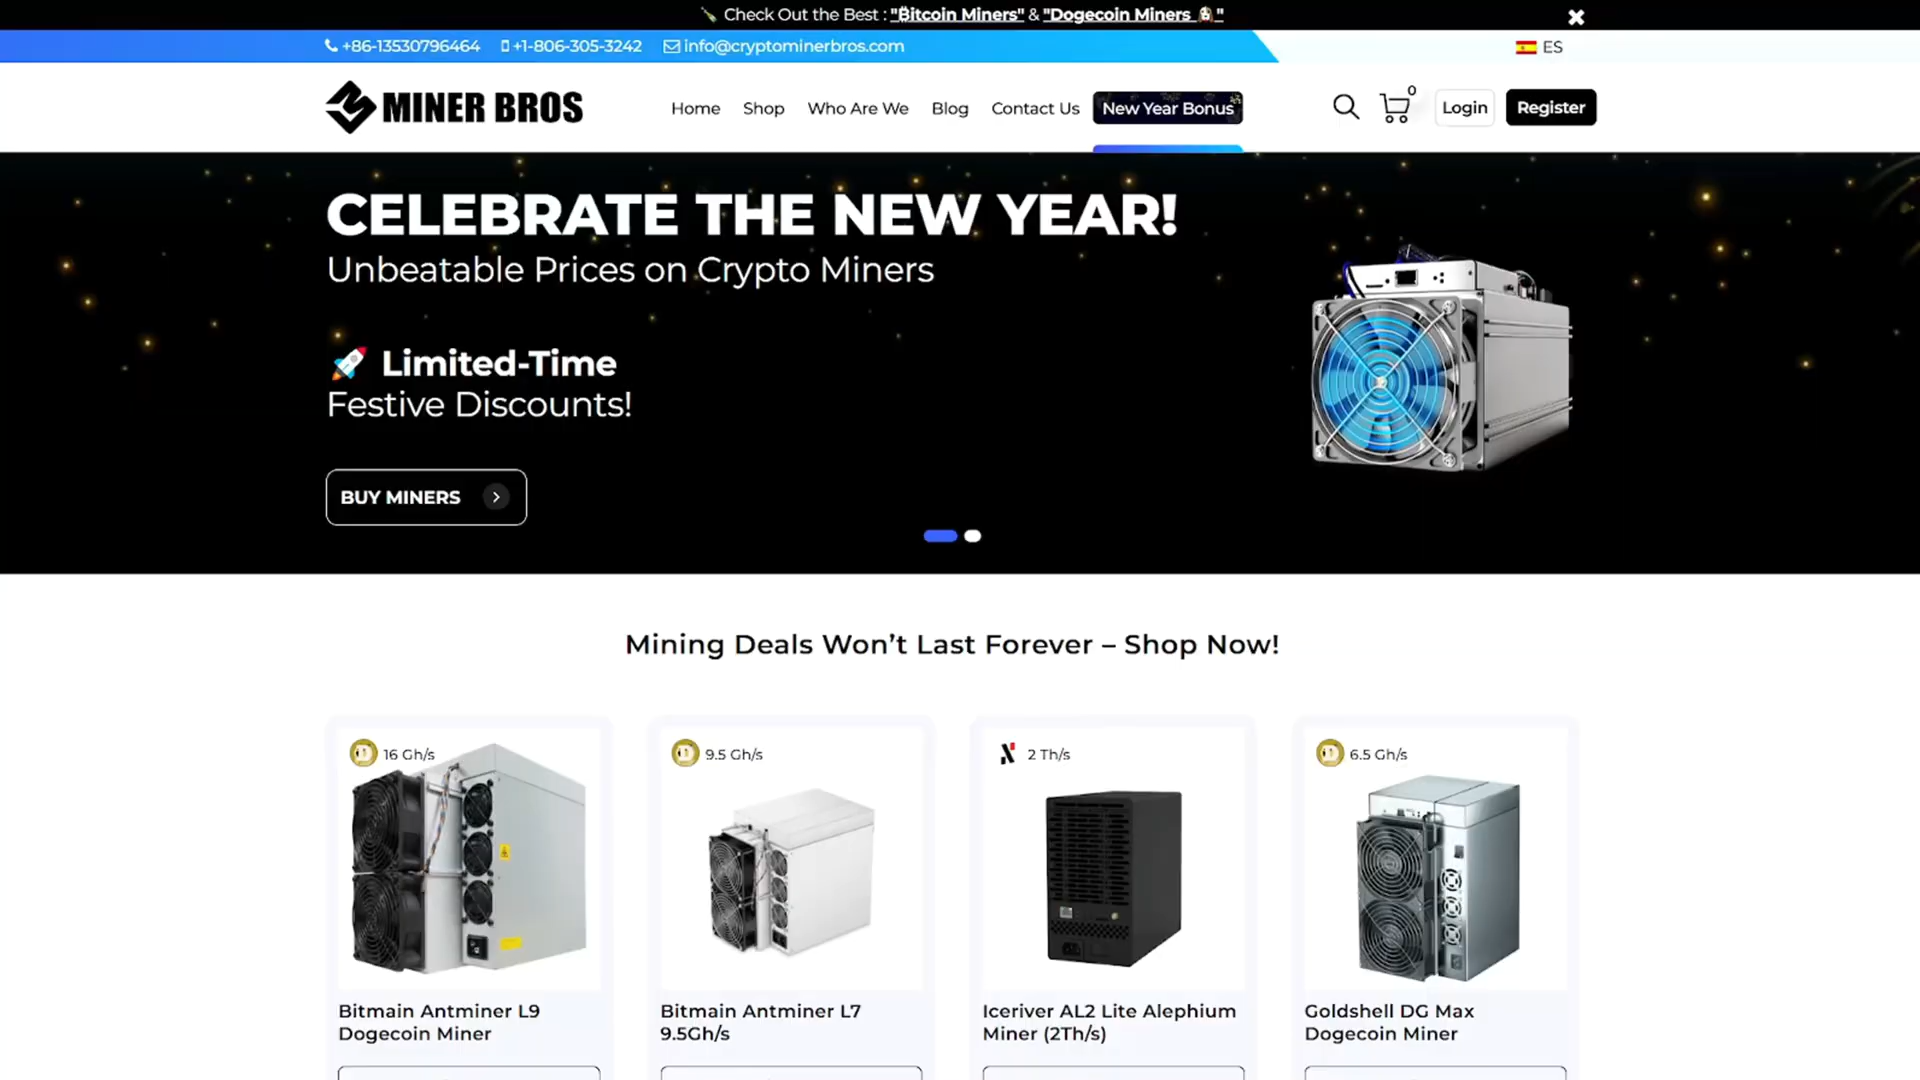 Check Out the Best : "₿itcoin Miners" & "Dogecoin Miners"
+86-13530796464 +1-806-305-3242 info@cryptominerbros.com ES
MINER BROS Home Shop Who Are We Blog Contact Us New Year Bonus 0 Login Register
CELEBRATE THE NEW YEAR!
Unbeatable Prices on Crypto Miners
🚀 Limited-Time
Festive Discounts!
BUY MINERS
Mining Deals Won’t Last Forever – Shop Now!
16 Gh/s 9.5 Gh/s 2 Th/s 6.5 Gh/s
Bitmain Antminer L9 Bitmain Antminer L7 Iceriver AL2 Lite Alephium Goldshell DG Max
Dogecoin Miner 9.5Gh/s Miner (2Th/s) Dogecoin Miner